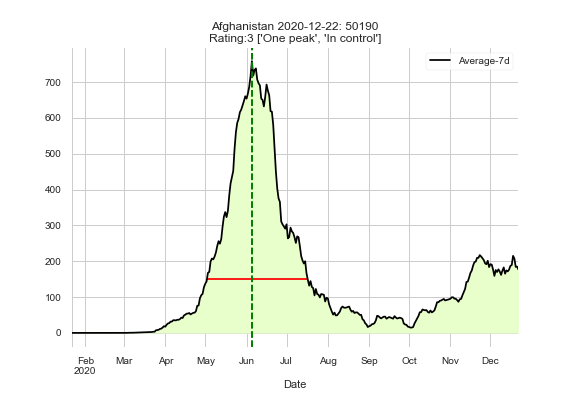 Afghanistan 2020-12-22: 50190
Rating:3 ['One peak', 'In control']
Average-7d
700
600
500
400
300
200
100
0
Feb Mar Apr May Jun Jul Aug Sep Oct Nov Dec
2020
Date